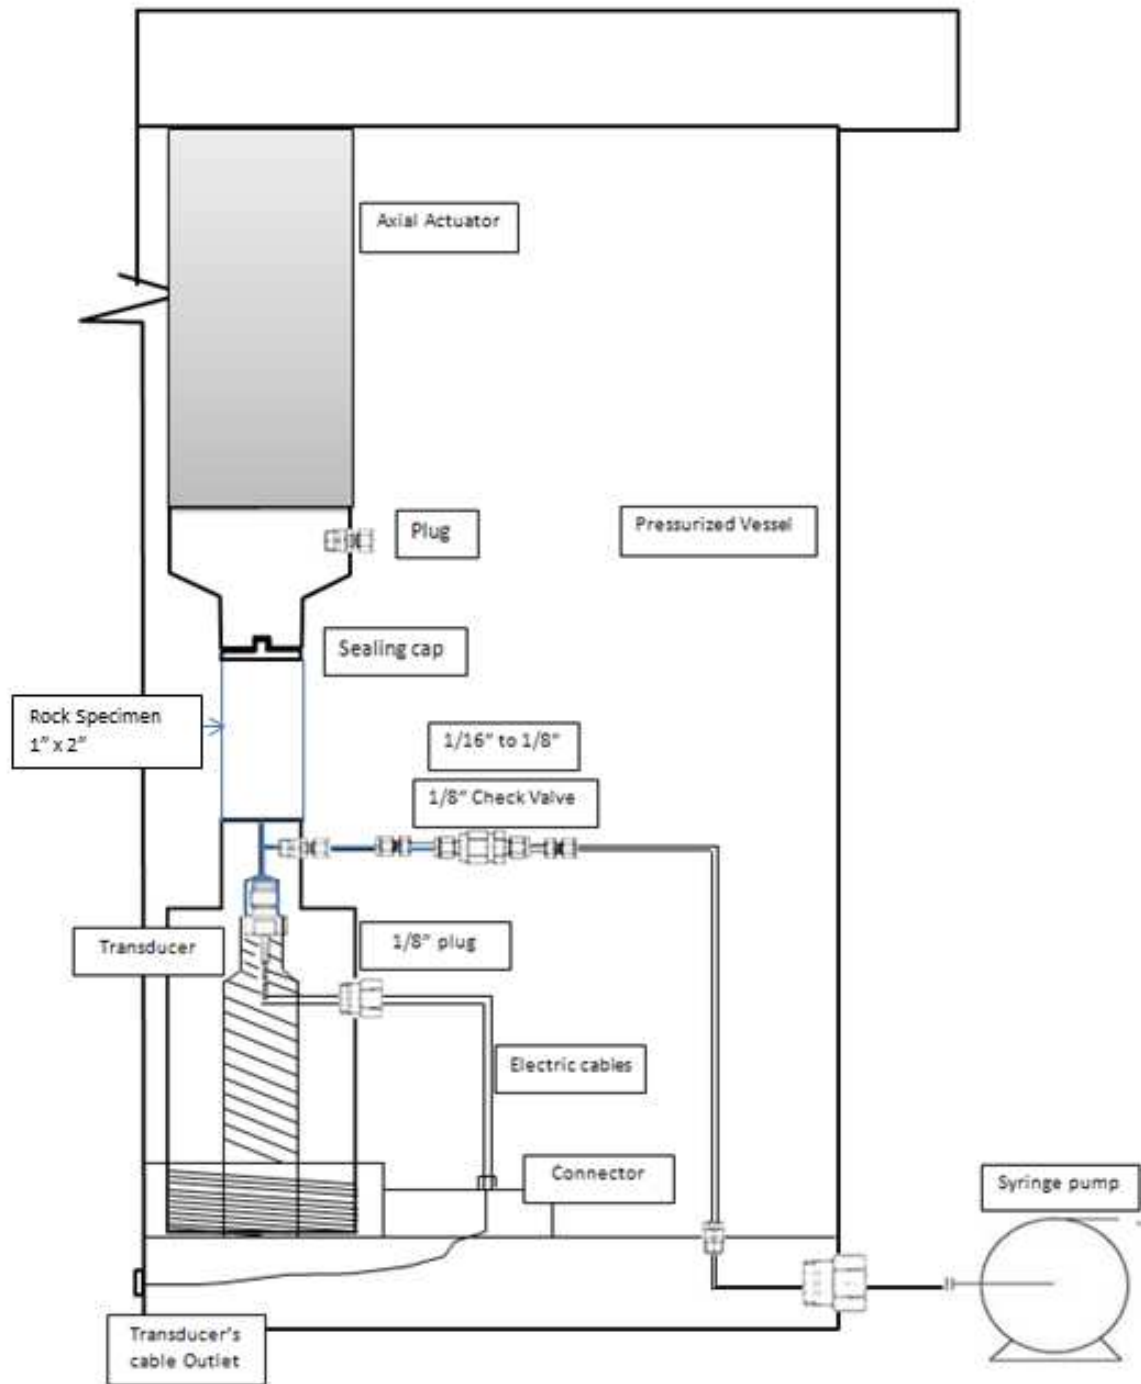 Axial Actuator
Plug
Pressurized Vessel
Sealing cap
Rock Specimen
1” x 2”
1/16” to 1/8”
1/8” Check Valve
Transducer
1/8” plug
Electric cables
Connector
Syringe pump
Transducer’s
cable Outlet